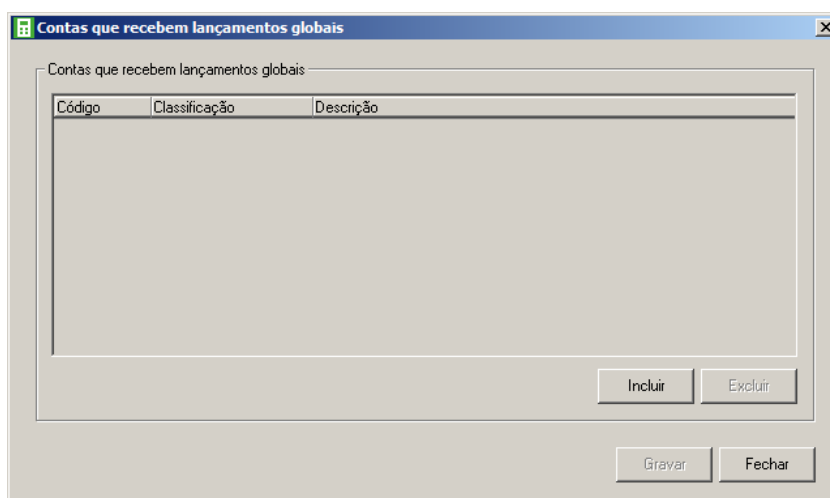 Contas que recebem lançamentos globais
Contas que recebem lançamentos globais
Código Classificação Descrição
Incluir Excluir
Gravar Fechar